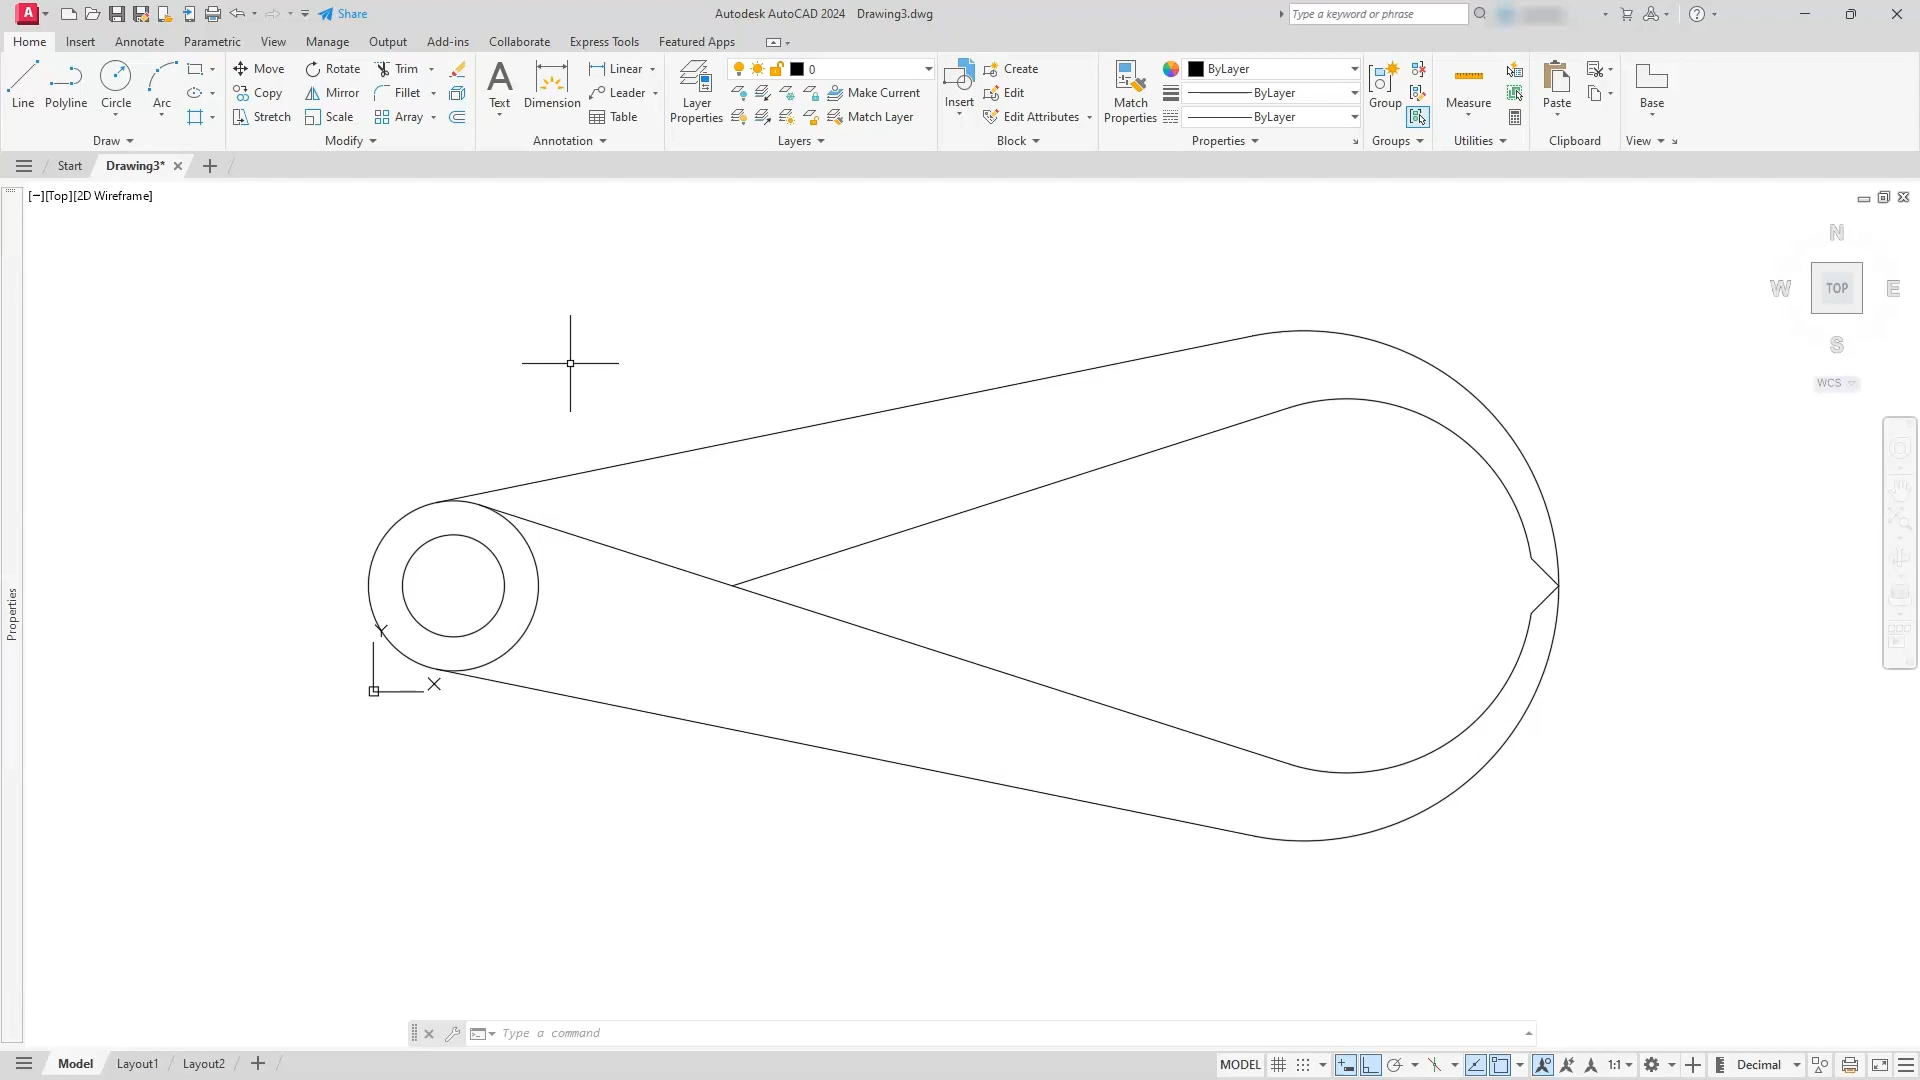 A Share Autodesk AutoCAD 2024 Drawing3.dwg Type a keyword or phrase
Home Insert Annotate Parametric View Manage Output Add-ins Collaborate Express Tools Featured Apps
Line Polyline Circle Arc
Move Rotate Trim
Copy Mirror Fillet
Stretch Scale Array
A Text Dimension
Linear
Leader
Table
Layer Properties
0
Make Current
Match Layer
Insert
Create
Edit
Edit Attributes
Match Properties
ByLayer
ByLayer
ByLayer
Group
Measure
Paste
Base
Draw Modify Annotation Layers Block Properties Groups Utilities Clipboard View
Start Drawing3*
[−][Top][2D Wireframe]
N
W TOP E
S
WCS
Properties
Y
X
Type a command
Model Layout1 Layout2
MODEL 1:1 Decimal